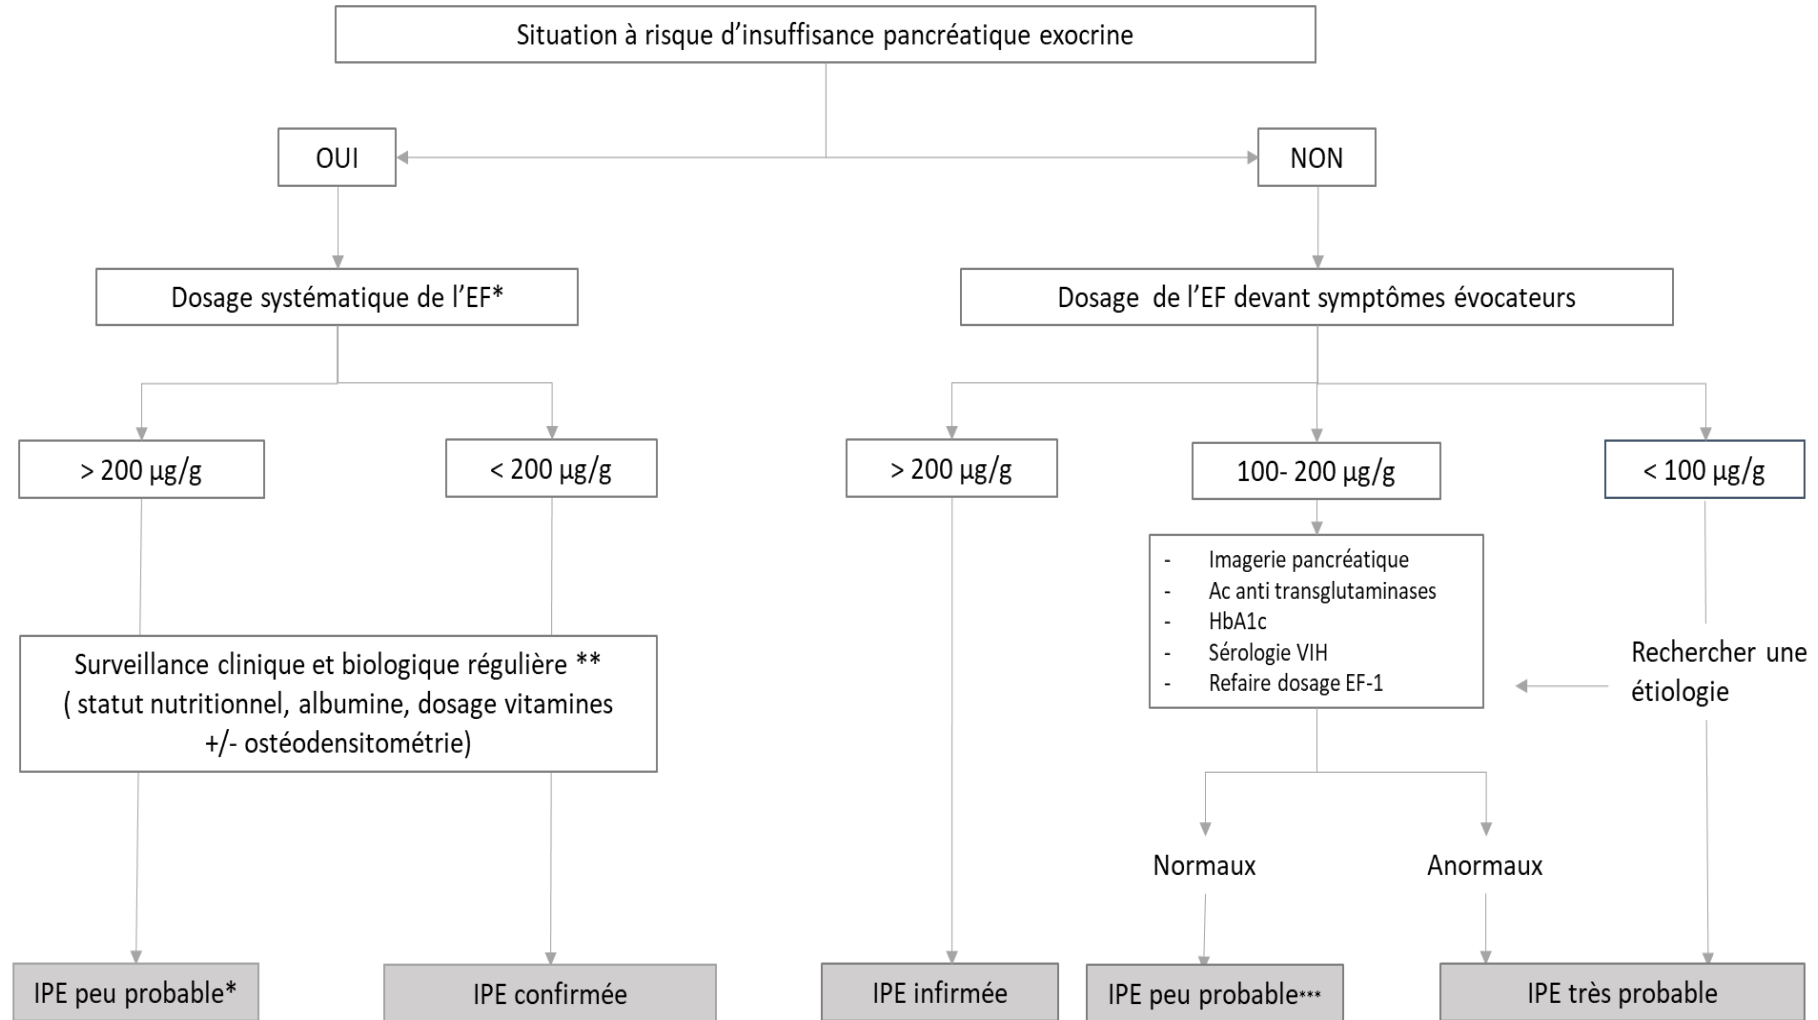 Situation à risque d’insuffisance pancréatique exocrine
OUI
NON
Dosage systématique de l’EF*
Dosage de l’EF devant symptômes évocateurs
> 200 µg/g
< 200 µg/g
> 200 µg/g
100- 200 µg/g
< 100 µg/g
- Imagerie pancréatique
- Ac anti transglutaminases
- HbA1c
- Sérologie VIH
- Refaire dosage EF-1
Surveillance clinique et biologique régulière **
( statut nutritionnel, albumine, dosage vitamines
+/- ostéodensitométrie)
Rechercher une
étiologie
Normaux
Anormaux
IPE peu probable*
IPE confirmée
IPE infirmée
IPE peu probable***
IPE très probable